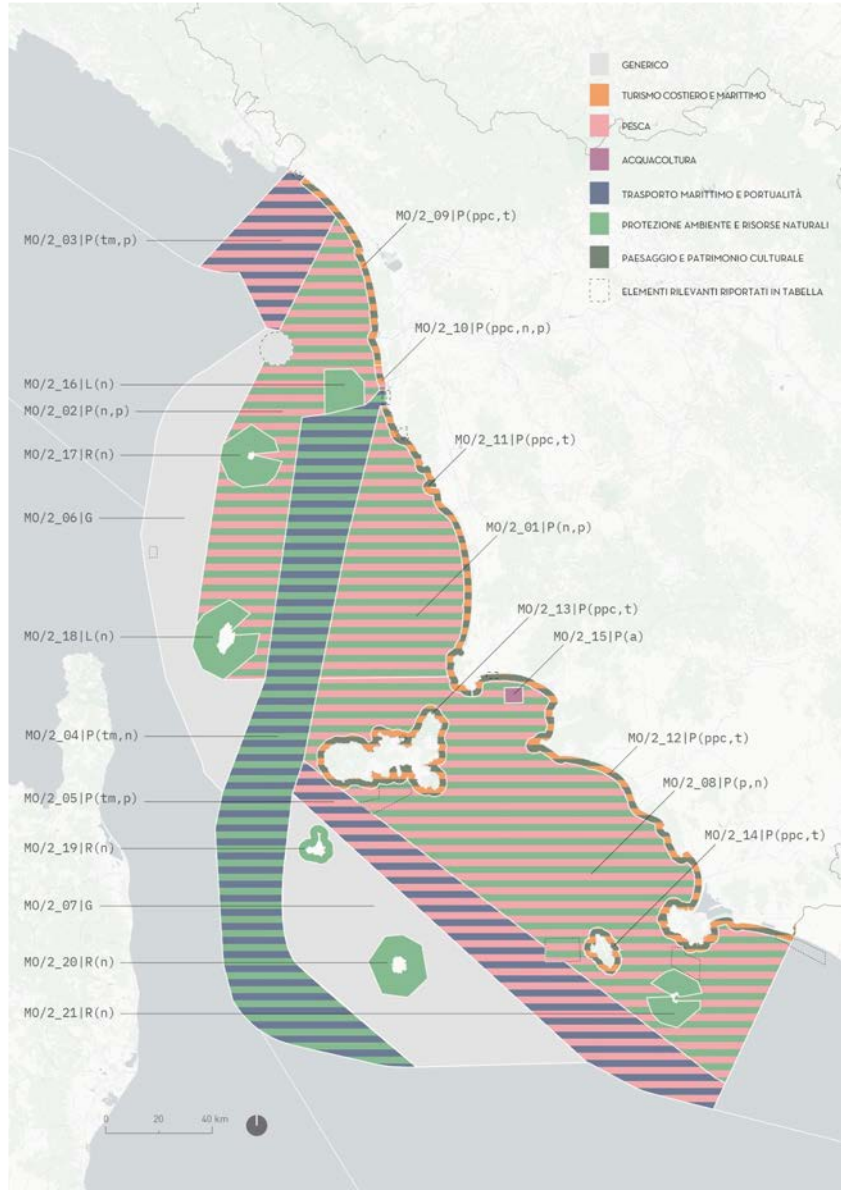 GENERICO
TURISMO COSTIERO E MARITTIMO
PESCA
ACQUACOLTURA
TRASPORTO MARITTIMO E PORTUALITÀ
PROTEZIONE AMBIENTE E RISORSE NATURALI
PAESAGGIO E PATRIMONIO CULTURALE
ELEMENTI RILEVANTI RIPORTATI IN TABELLA
MO/2_09|P(ppc,t)
MO/2_03|P(tm,p)
MO/2_10|P(ppc,n,p)
MO/2_16|L(n)
MO/2_02|P(n,p)
MO/2_11|P(ppc,t)
MO/2_17|R(n)
MO/2_06|G
MO/2_01|P(n,p)
MO/2_13|P(ppc,t)
MO/2_18|L(n)
MO/2_15|P(a)
MO/2_04|P(tm,n)
MO/2_12|P(ppc,t)
MO/2_08|P(p,n)
MO/2_05|P(tm,p)
MO/2_14|P(ppc,t)
MO/2_19|R(n)
MO/2_07|G
MO/2_20|R(n)
MO/2_21|R(n)
0 20 40 km